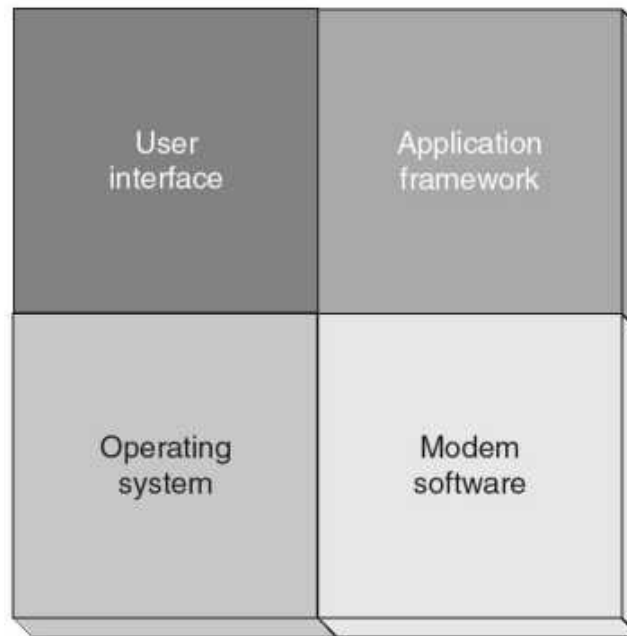 User
interface
Application
framework
Operating
system
Modem
software